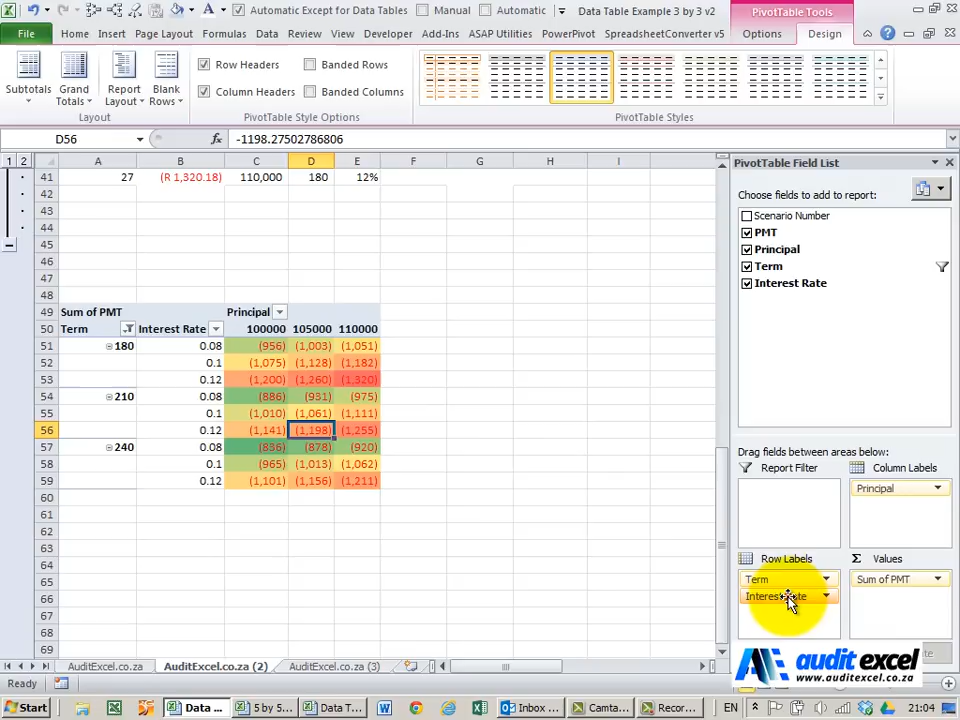 Automatic Except for Data Tables Manual Automatic Data Table Example 3 by 3 v2 PivotTable Tools
File Home Insert Page Layout Formulas Data Review Developer Add-Ins ASAP Utilities PowerPivot SpreadsheetConverter v5 Options Design
Subtotals Grand Totals Report Layout Blank Rows
Row Headers Banded Rows
Column Headers Banded Columns
Layout PivotTable Style Options PivotTable Styles
D56 fx -1198.27502786806
1 2 A B C D E F G H I
41 27 (R 1,320.18) 110,000 180 12%
42
43
44
45
46
47
48
49 Sum of PMT Principal
50 Term Interest Rate 100000 105000 110000
51 180 0.08 (956) (1,003) (1,051)
52 0.1 (1,075) (1,128) (1,182)
53 0.12 (1,200) (1,260) (1,320)
54 210 0.08 (886) (931) (975)
55 0.1 (1,010) (1,061) (1,111)
56 0.12 (1,141) (1,198) (1,255)
57 240 0.08 (836) (878) (920)
58 0.1 (965) (1,013) (1,062)
59 0.12 (1,101) (1,156) (1,211)
60
61
62
63
64
65
66
67
68
69
PivotTable Field List
Choose fields to add to report:
Scenario Number
PMT
Principal
Term
Interest Rate
Drag fields between areas below:
Report Filter Column Labels
Principal
Row Labels Σ Values
Term Sum of PMT
Interest Rate
audit excel
www.auditexcel.co.za
AuditExcel.co.za AuditExcel.co.za (2) AuditExcel.co.za (3)
Ready
Start Data ... 5 by 5... Data T... Inbox ... Camta... Recor... EN 21:04